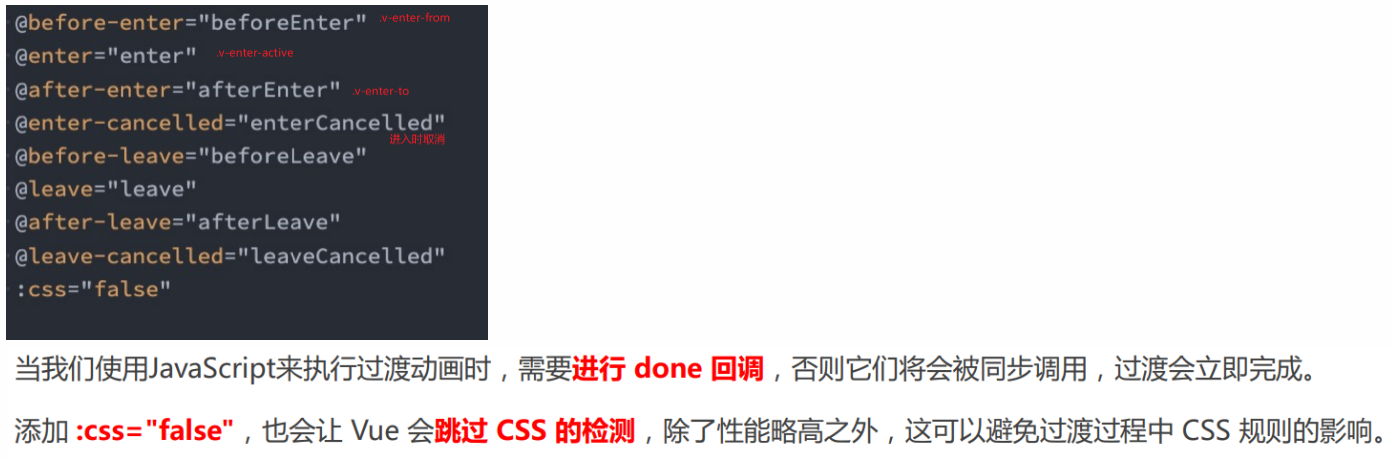 @before-enter="beforeEnter" .v-enter-from
@enter="enter" .v-enter-active
@after-enter="afterEnter" .v-enter-to
@enter-cancelled="enterCancelled"
进入时取消
@before-leave="beforeLeave"
@leave="leave"
@after-leave="afterLeave"
@leave-cancelled="leaveCancelled"
:css="false"
当我们使用JavaScript来执行过渡动画时，需要进行 done 回调，否则它们将会被同步调用，过渡会立即完成。
添加 :css="false"，也会让 Vue 会跳过 CSS 的检测，除了性能略高之外，这可以避免过渡过程中 CSS 规则的影响。